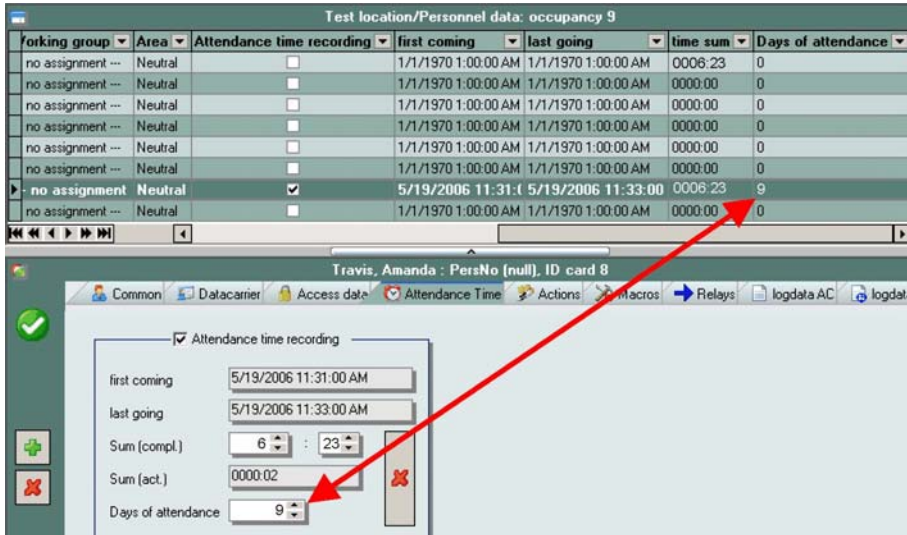 Test location/Personnel data: occupancy 9
forking group Area Attendance time recording first coming last going time sum Days of attendance
no assignment --- Neutral 1/1/1970 1:00:00 AM 1/1/1970 1:00:00 AM 0006:23 0
no assignment --- Neutral 1/1/1970 1:00:00 AM 1/1/1970 1:00:00 AM 0000:00 0
no assignment --- Neutral 1/1/1970 1:00:00 AM 1/1/1970 1:00:00 AM 0000:00 0
no assignment --- Neutral 1/1/1970 1:00:00 AM 1/1/1970 1:00:00 AM 0000:00 0
no assignment --- Neutral 1/1/1970 1:00:00 AM 1/1/1970 1:00:00 AM 0000:00 0
no assignment --- Neutral 1/1/1970 1:00:00 AM 1/1/1970 1:00:00 AM 0000:00 0
- no assignment Neutral 5/19/2006 11:31:( 5/19/2006 11:33:00 0006:23 9
no assignment --- Neutral 1/1/1970 1:00:00 AM 1/1/1970 1:00:00 AM 0000:00 0
Travis, Amanda : PersNo (null), ID card 8
Common Datacarrier Access data Attendance Time Actions Macros Relays logdata AC logdat
Attendance time recording
first coming 5/19/2006 11:31:00 AM
last going 5/19/2006 11:33:00 AM
Sum (compl.) 6 : 23
Sum (act.) 0000:02
Days of attendance 9